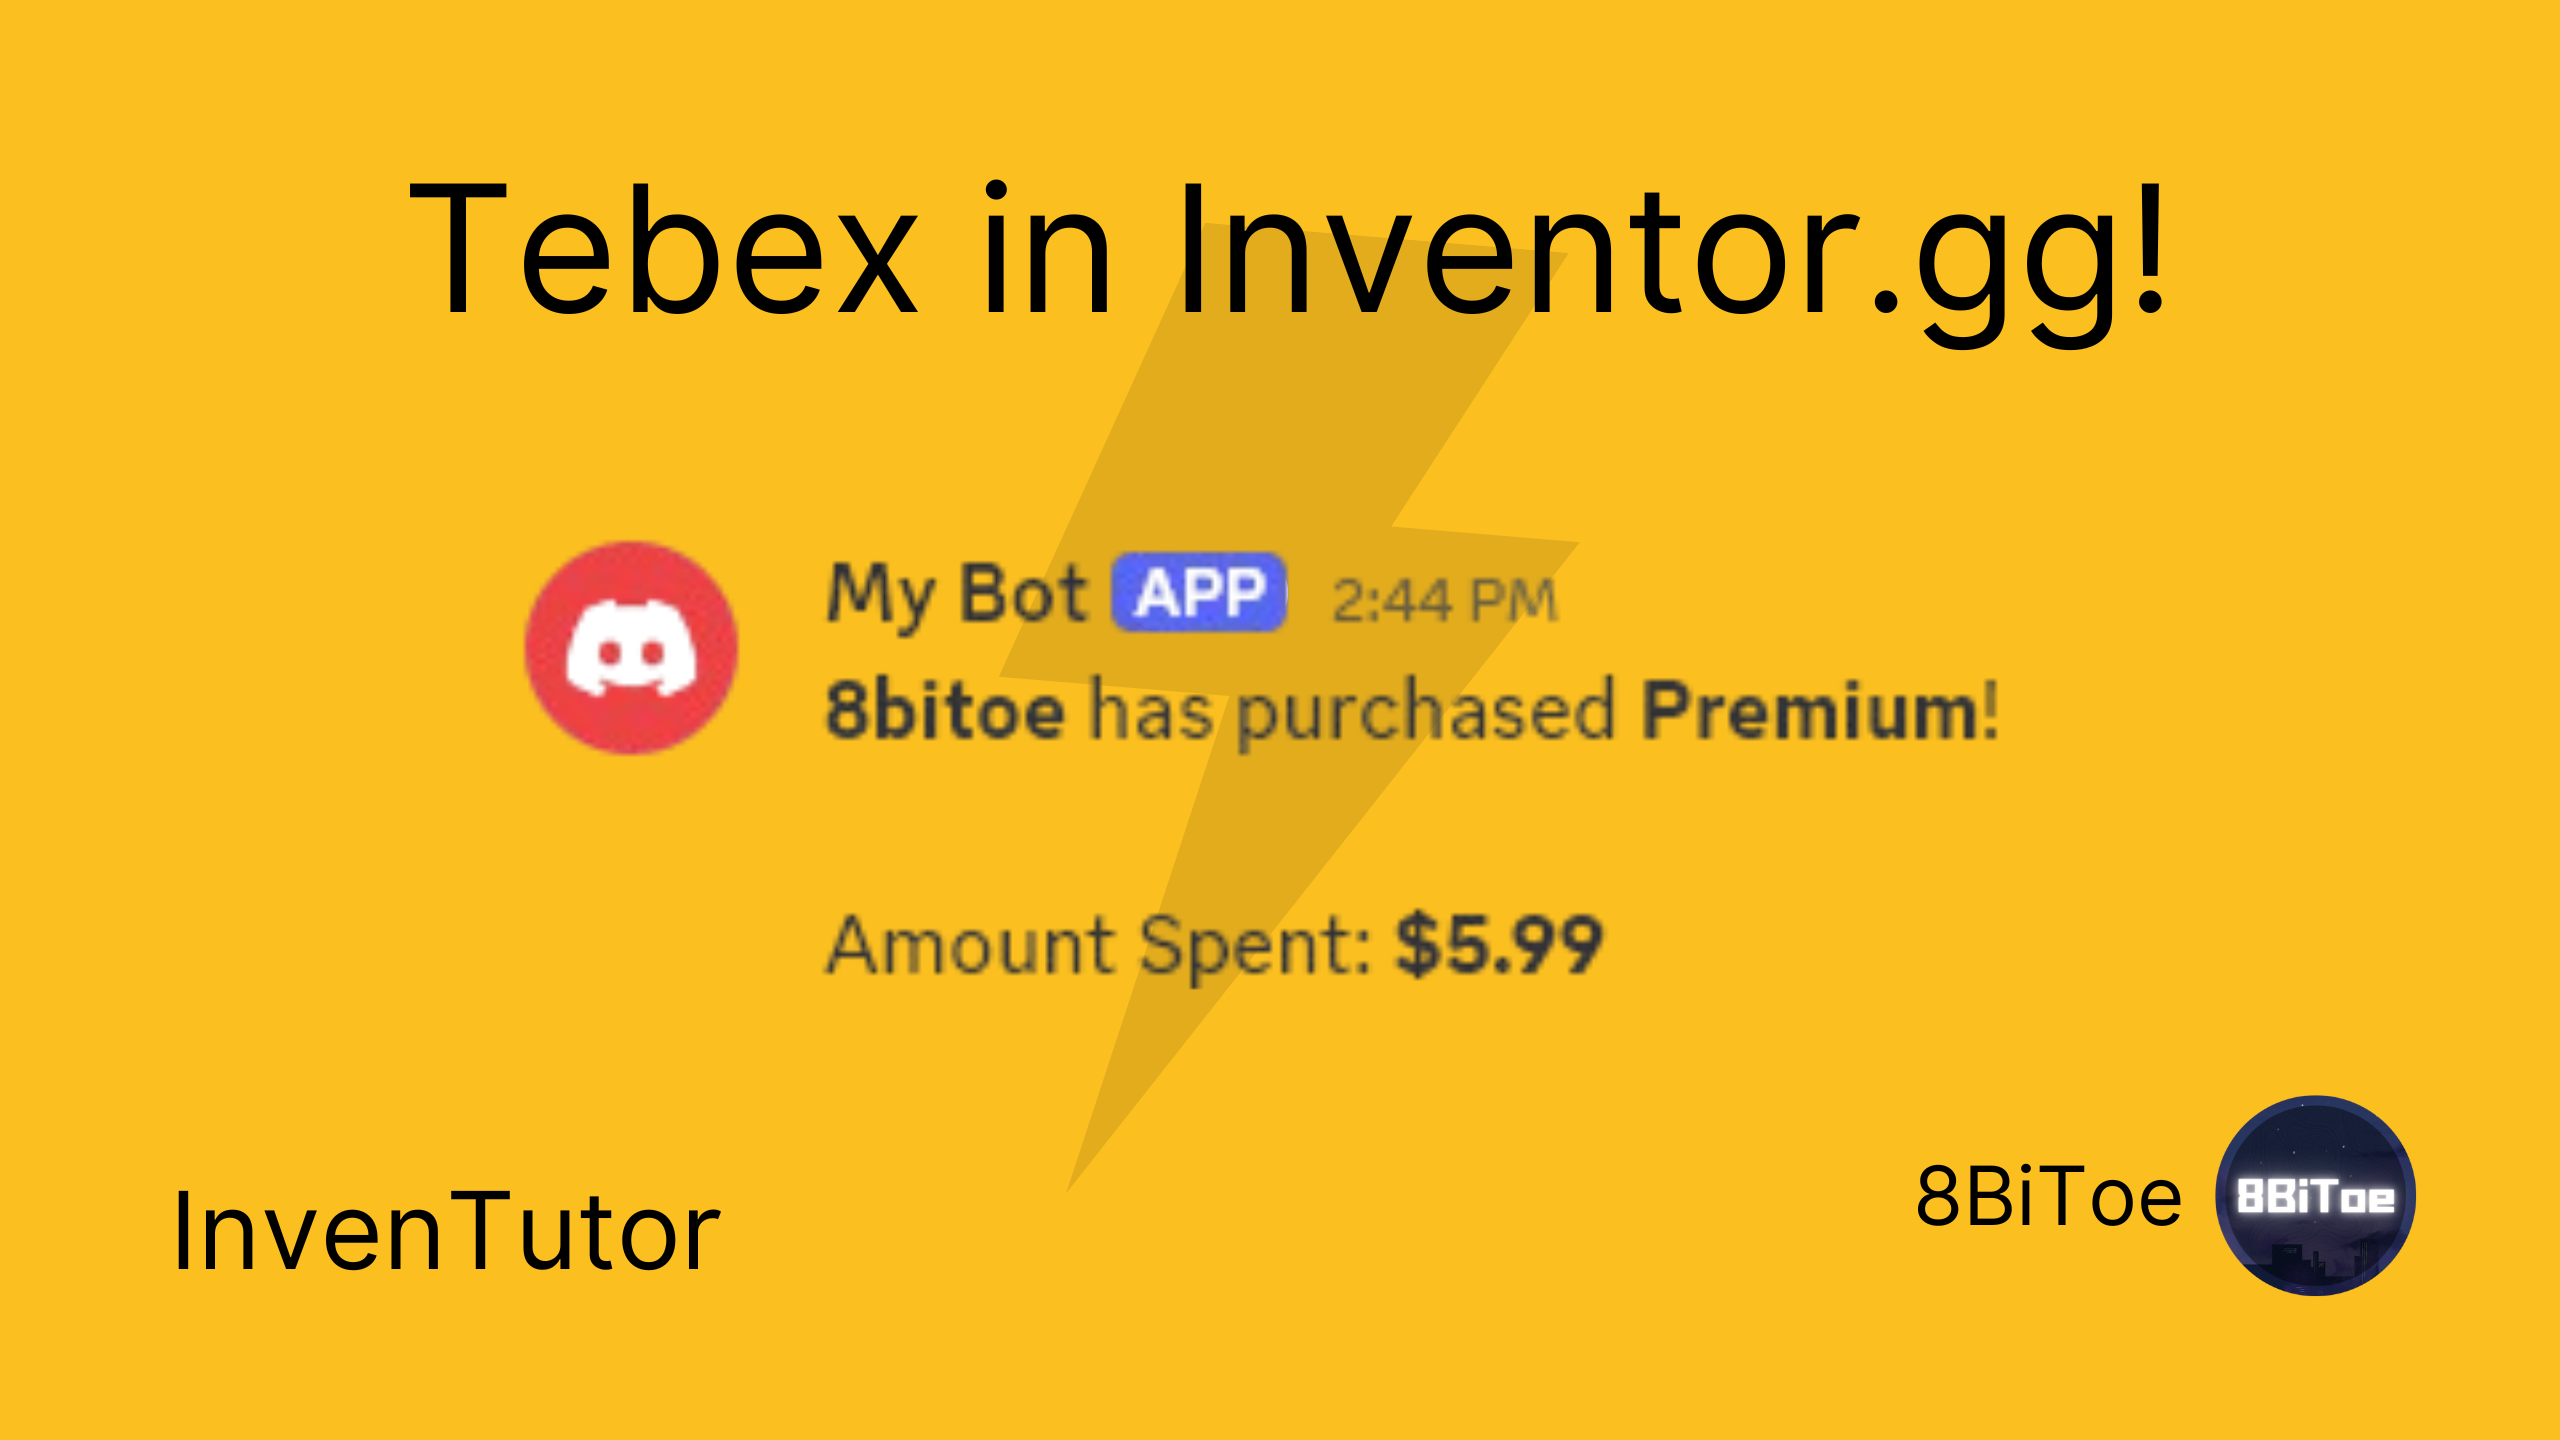 Tebex in Inventor.gg!
My Bot APP 2:44 PM
8bitoe has purchased Premium!
Amount Spent: $5.99
InvenTutor
8BiToe
8BiToe